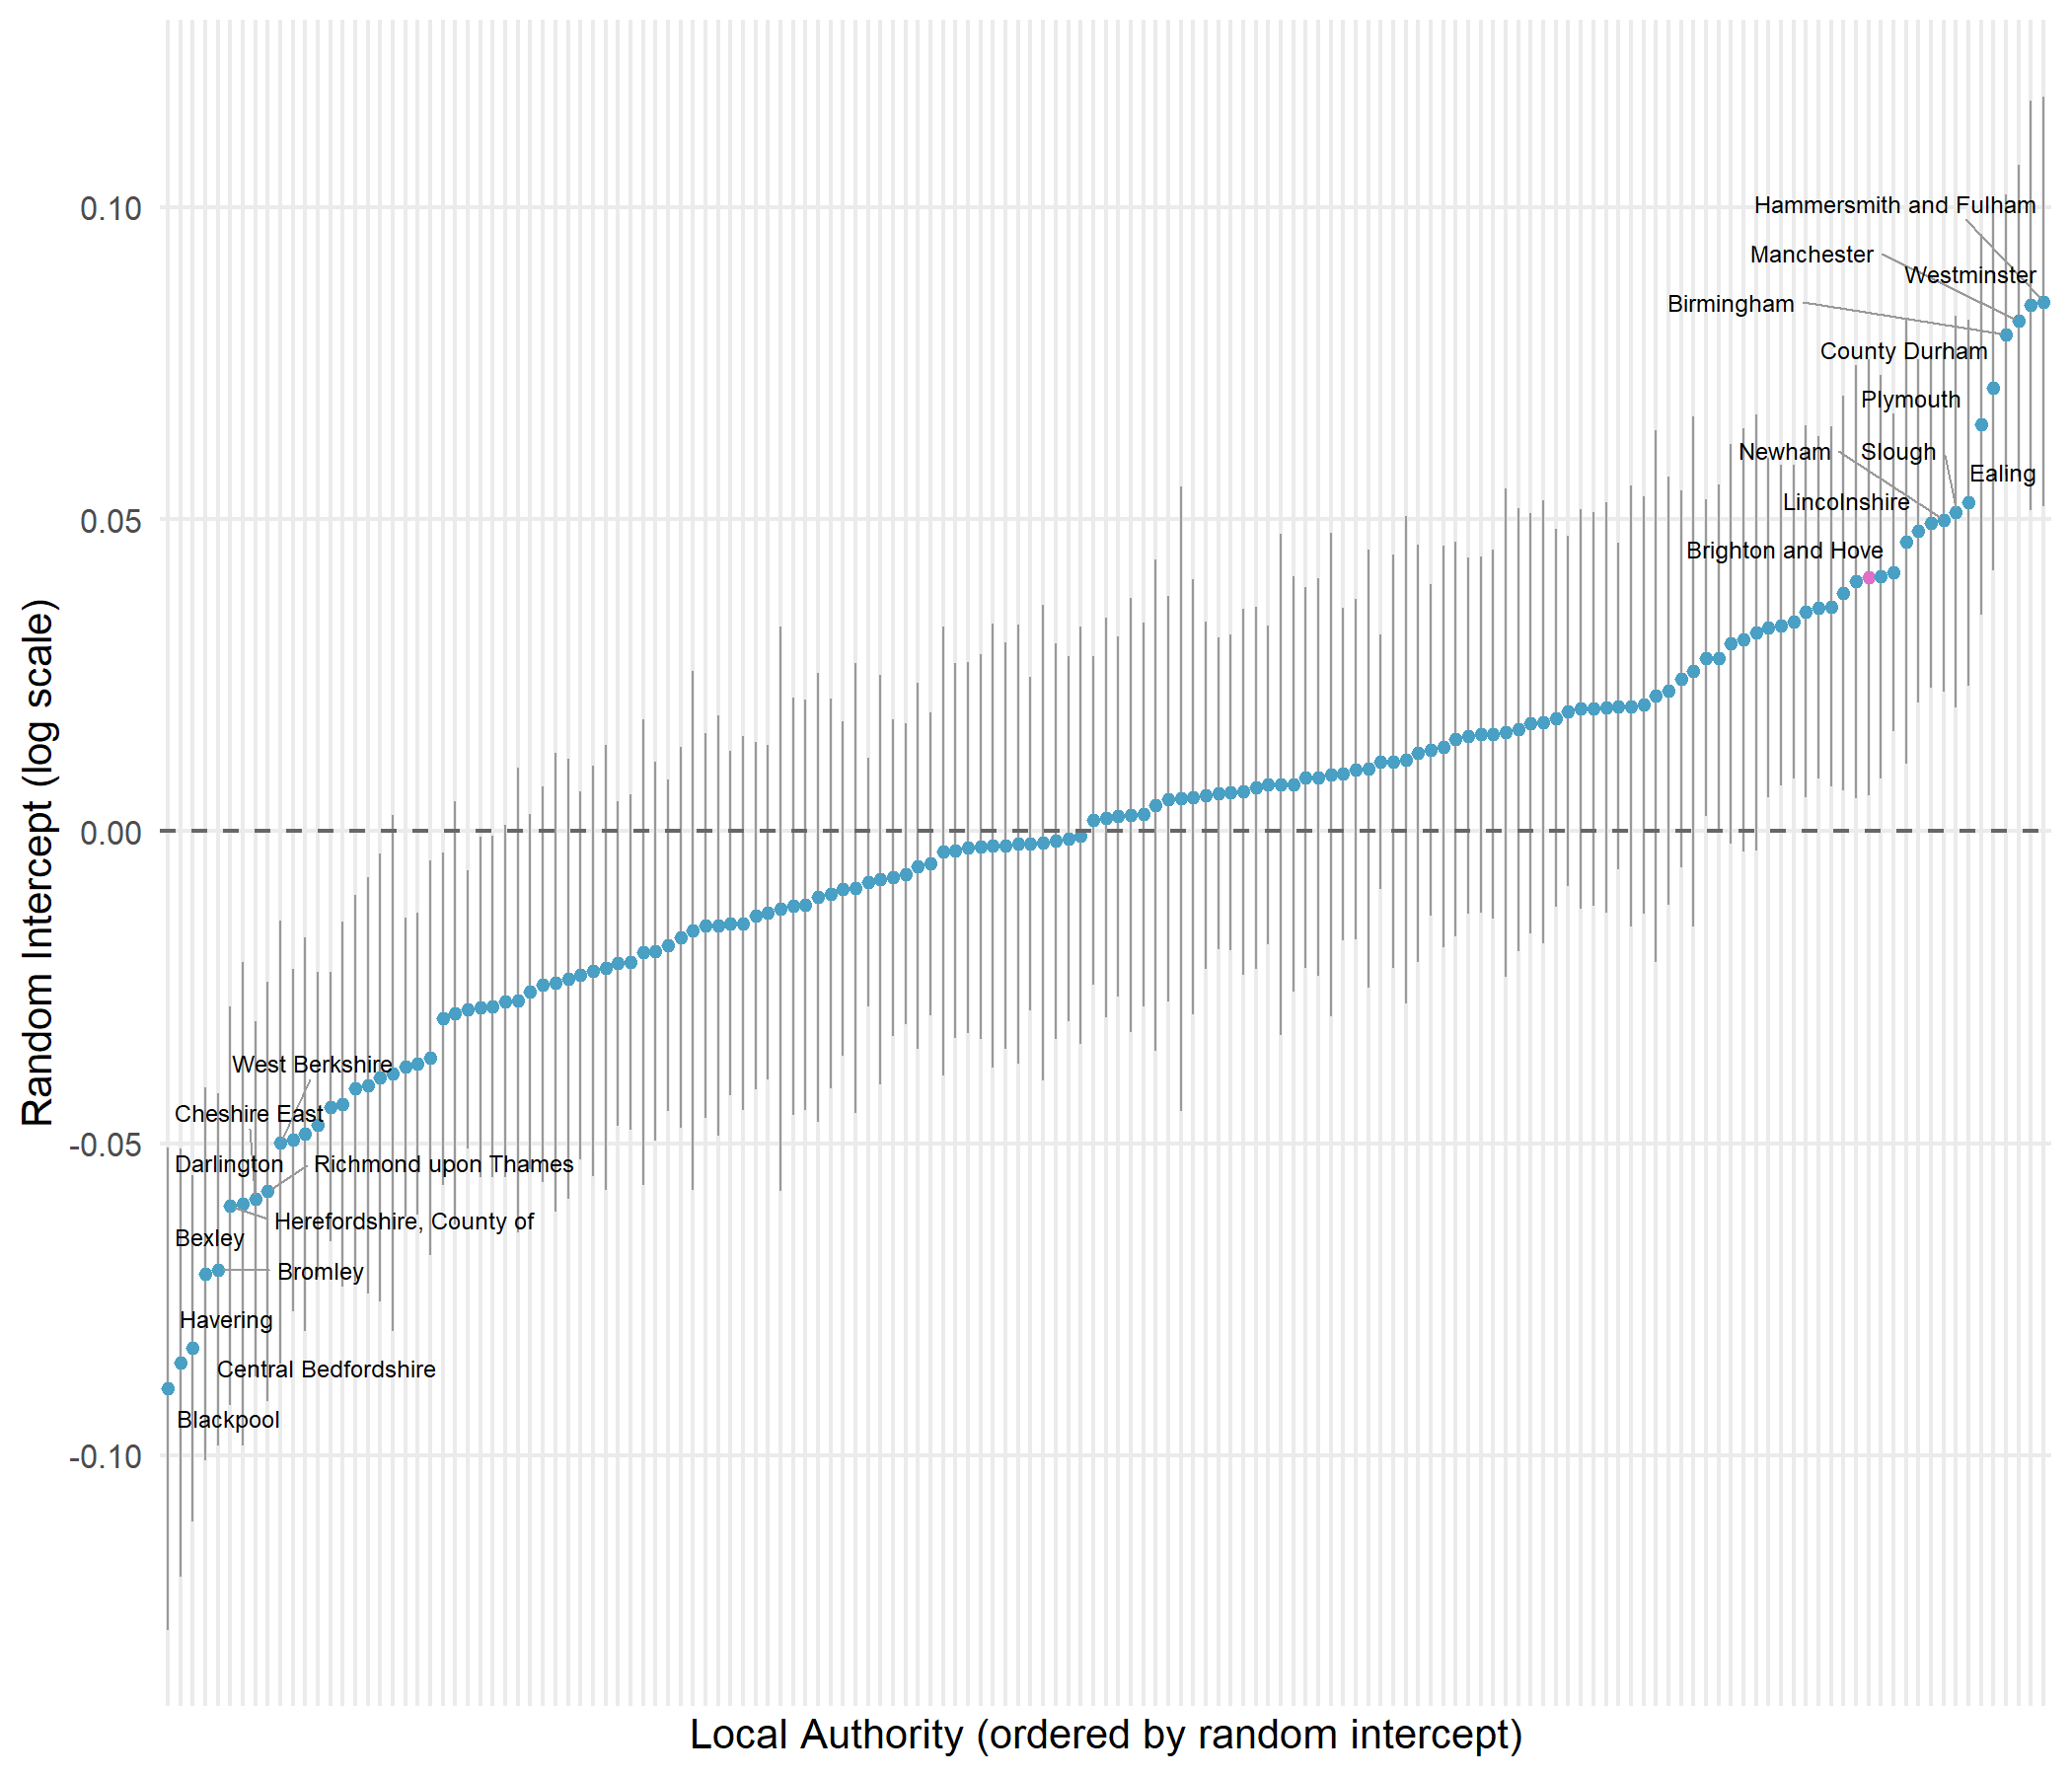 0.10
0.05
0.00
-0.05
-0.10
Random Intercept (log scale)
Hammersmith and Fulham
Manchester
Westminster
Birmingham
County Durham
Plymouth
Newham
Slough
Ealing
Lincolnshire
Brighton and Hove
West Berkshire
Cheshire East
Darlington
Richmond upon Thames
Herefordshire, County of
Bexley
Bromley
Havering
Central Bedfordshire
Blackpool
Local Authority (ordered by random intercept)